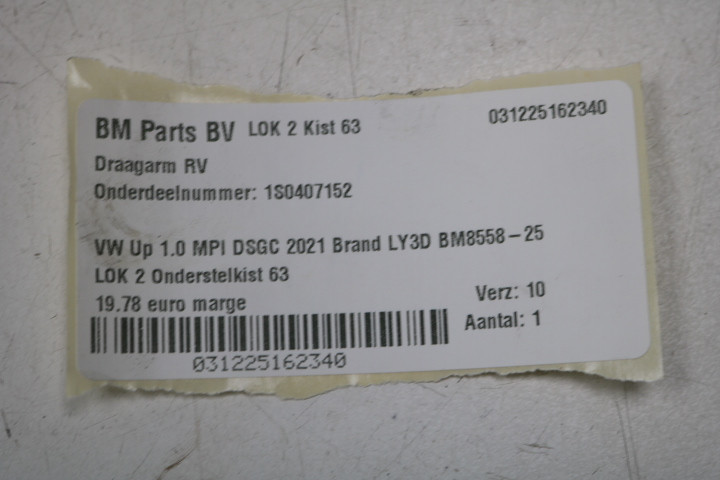 BM Parts BV LOK 2 Kist 63 031225162340
Draagarm RV
Onderdeelnummer: 1S0407152
VW Up 1.0 MPI DSGC 2021 Brand LY3D BM8558-25
LOK 2 Onderstelkist 63
19.78 euro marge Verz: 10
Aantal: 1
031225162340